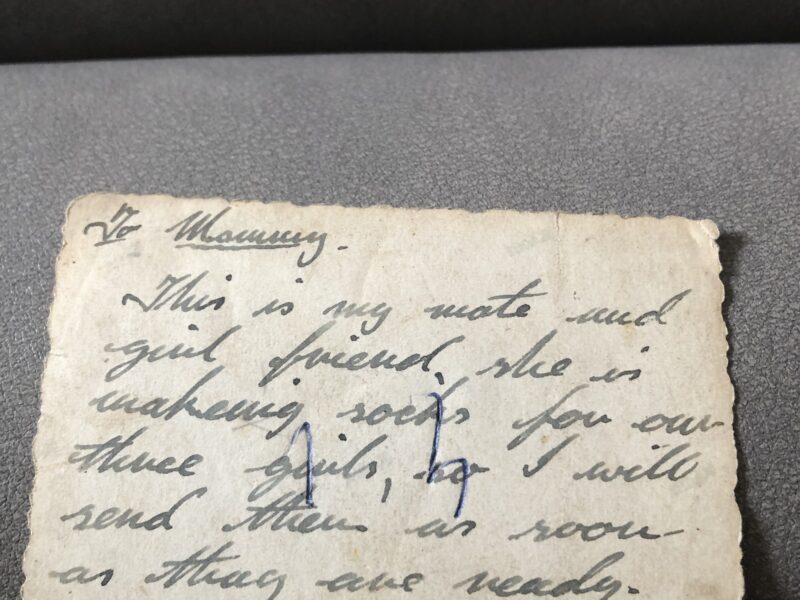 To Mammy.
This is my mate and
girl friend, she is
makeing socks for our
three girls, so I will
send them as soon
as thay are ready.